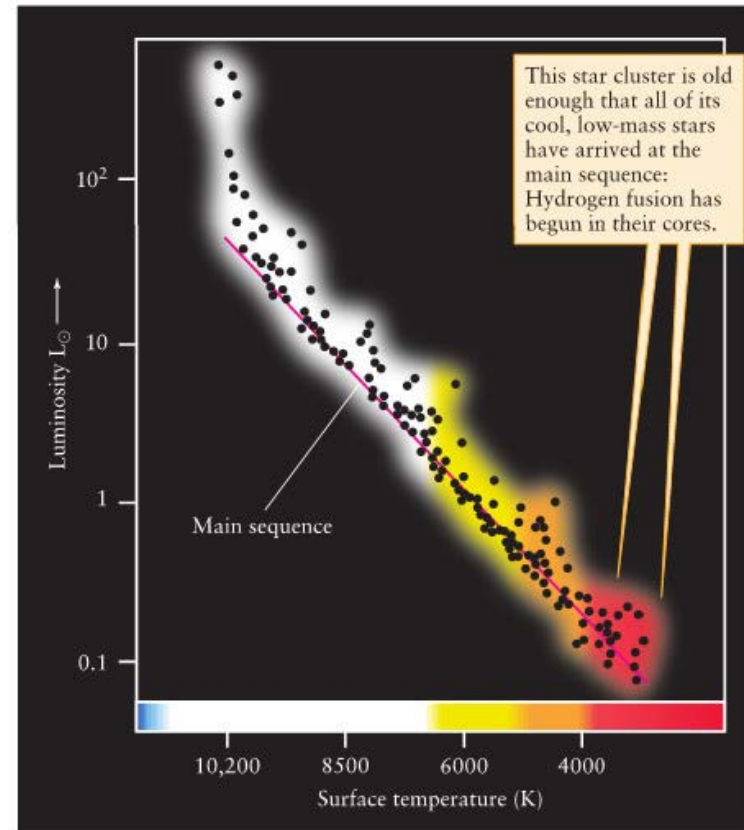 This star cluster is old
enough that all of its
cool, low-mass stars
have arrived at the
main sequence:
Hydrogen fusion has
begun in their cores.
10²
10
1
0.1
Luminosity L☉ ⟶
Main sequence
10,200 8500 6000 4000
Surface temperature (K)